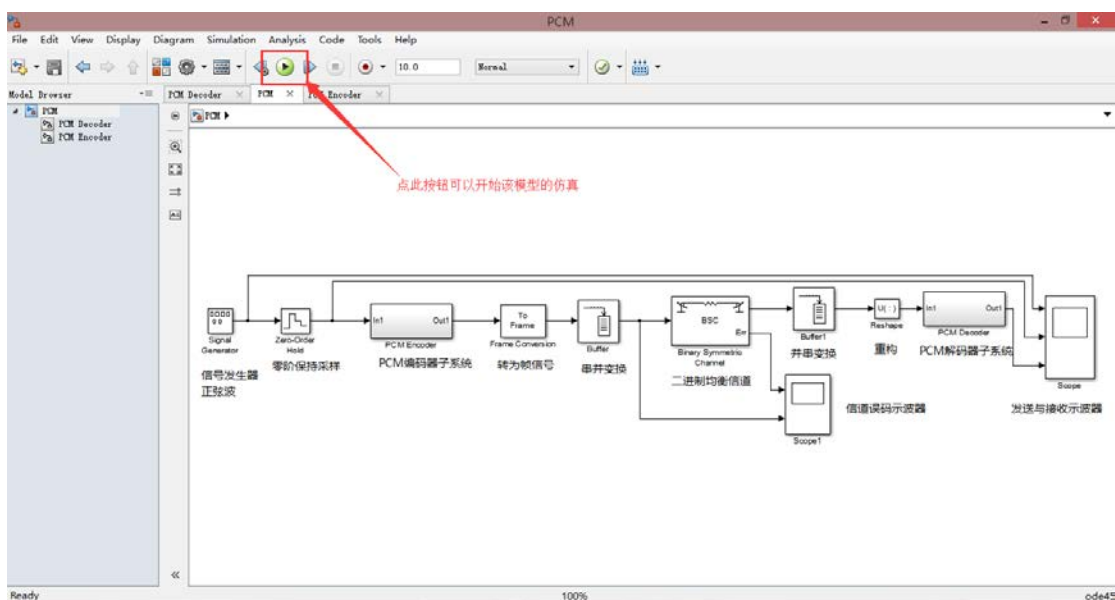 PCM
File Edit View Display Diagram Simulation Analysis Code Tools Help
10.0 Normal
Model Browser
PCM Decoder PCM PCM Encoder
PCM
PCM Decoder
PCM Encoder
PCM
点此按钮可以开始该模型的仿真
Signal
Generator
信号发生器
正弦波
Zero-Order
Hold
零阶保持采样
In1 Out1
PCM Encoder
PCM编码器子系统
To
Frame
Frame Conversion
转为帧信号
Buffer
串并变换
BSC
Err
Binary Symmetric
Channel
二进制均衡信道
Scope1
信道误码示波器
Buffer1
并串变换
U( : )
Reshape
重构
In1 Out1
PCM Decoder
PCM解码器子系统
Scope
发送与接收示波器
Ready 100% ode45